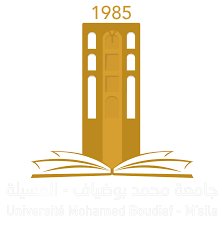 1985
جامعة محمد بوضياف - المسيلة
Université Mohamed Boudiaf - M'sila